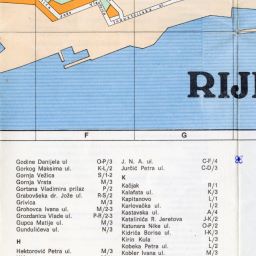 RIJ
F G
Godine Danijela ul O-P/3
Gorkog Maksima ul. K-L/2
Gornja Vežica S/1-2
Gornja Vrata M/3
Gortana Vladimira prilaz P/2
Grabovšeka dr. Jože ul. R-S/2
Grivica M/3
Grohovca Ivana ul. M/2-3
Grozdanića Vlade ul. P-R/2-3
Gupca Matije ul. M/3
Gundulićeva ul. N/3
H
Hektorović Petra ul. M/3
J. N. A. ul. C-F/4
Jurčić Petra ul. C-D/3
K
Kačjak R/1
Kalafata ul. K/3
Kapitanovo L/1
Karlovačka ul. I/2
Kastavska ul. A/4
Katalinića R. Jeretova J-K/2
Katunara Nike ul. O-P/2
Kidriča Borisa ul. I-K/3
Kirin Kula L/3
Kobeka Petra ul. L/2
Kobler Ivana ul. M/3